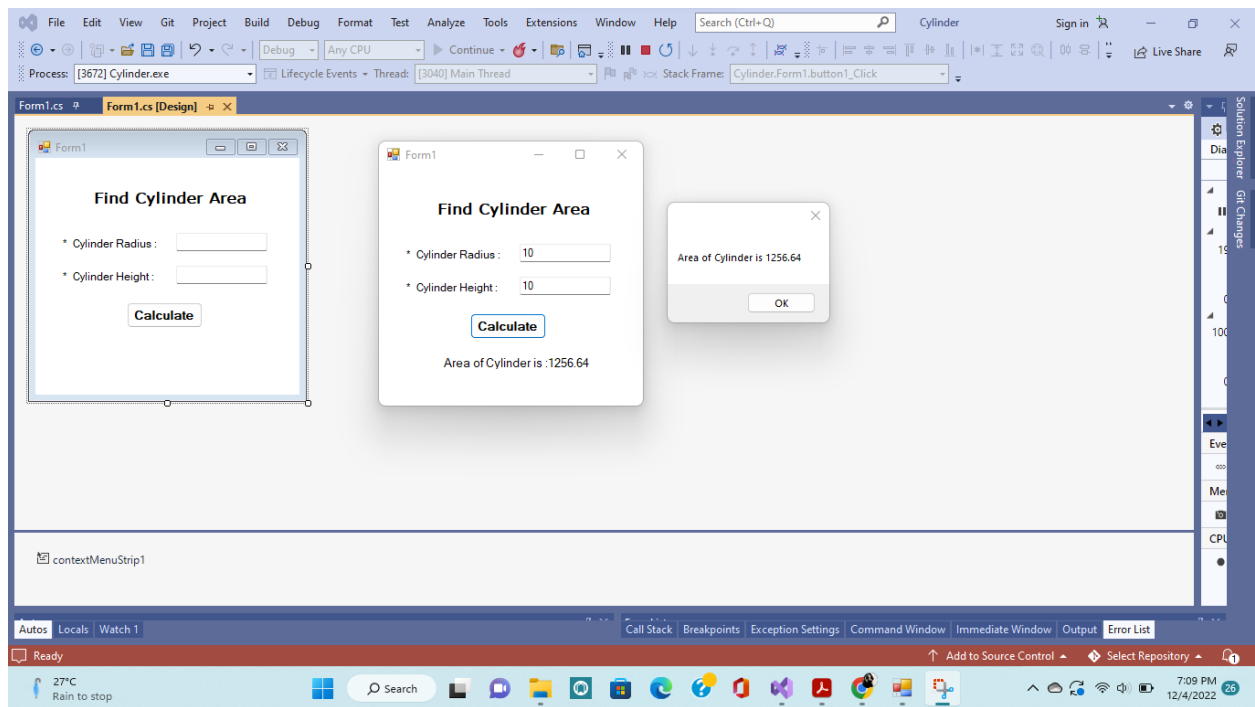 File Edit View Git Project Build Debug Format Test Analyze Tools Extensions Window Help Search (Ctrl+Q) Cylinder Sign in
Debug Any CPU Continue Live Share
Process: [3672] Cylinder.exe Lifecycle Events Thread: [3040] Main Thread Stack Frame: Cylinder.Form1.button1_Click
Form1.cs Form1.cs [Design]
Solution Explorer
Git Changes
Dia
Form1
Find Cylinder Area
* Cylinder Radius :
* Cylinder Height :
Calculate
Form1
Find Cylinder Area
* Cylinder Radius : 10
* Cylinder Height : 10
Calculate
Area of Cylinder is :1256.64
Area of Cylinder is 1256.64
OK
100
Eve
CPU
contextMenuStrip1
Autos Locals Watch 1
Call Stack Breakpoints Exception Settings Command Window Immediate Window Output Error List
Ready Add to Source Control Select Repository 1
27°C
Rain to stop
Search
7:09 PM
12/4/2022
26